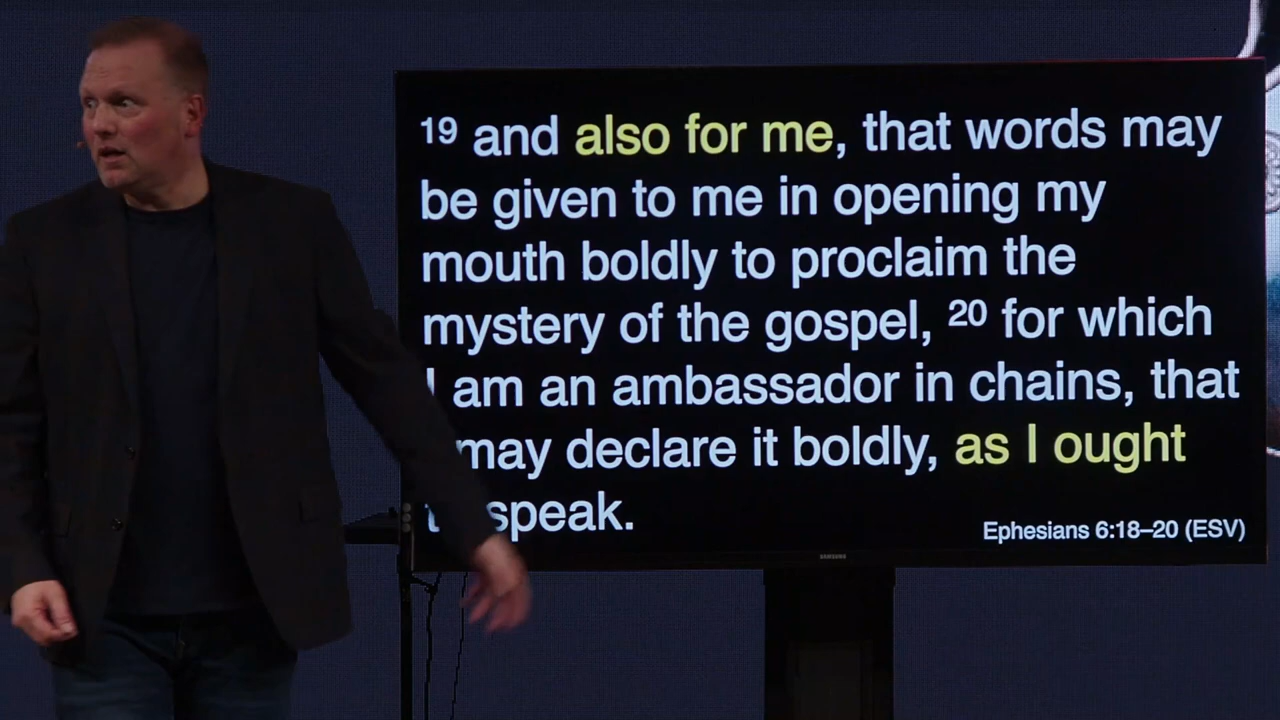 19 and also for me, that words may
be given to me in opening my
mouth boldly to proclaim the
mystery of the gospel, 20 for which
I am an ambassador in chains, that
may declare it boldly, as I ought
speak.
Ephesians 6:18–20 (ESV)
SAMSUNG